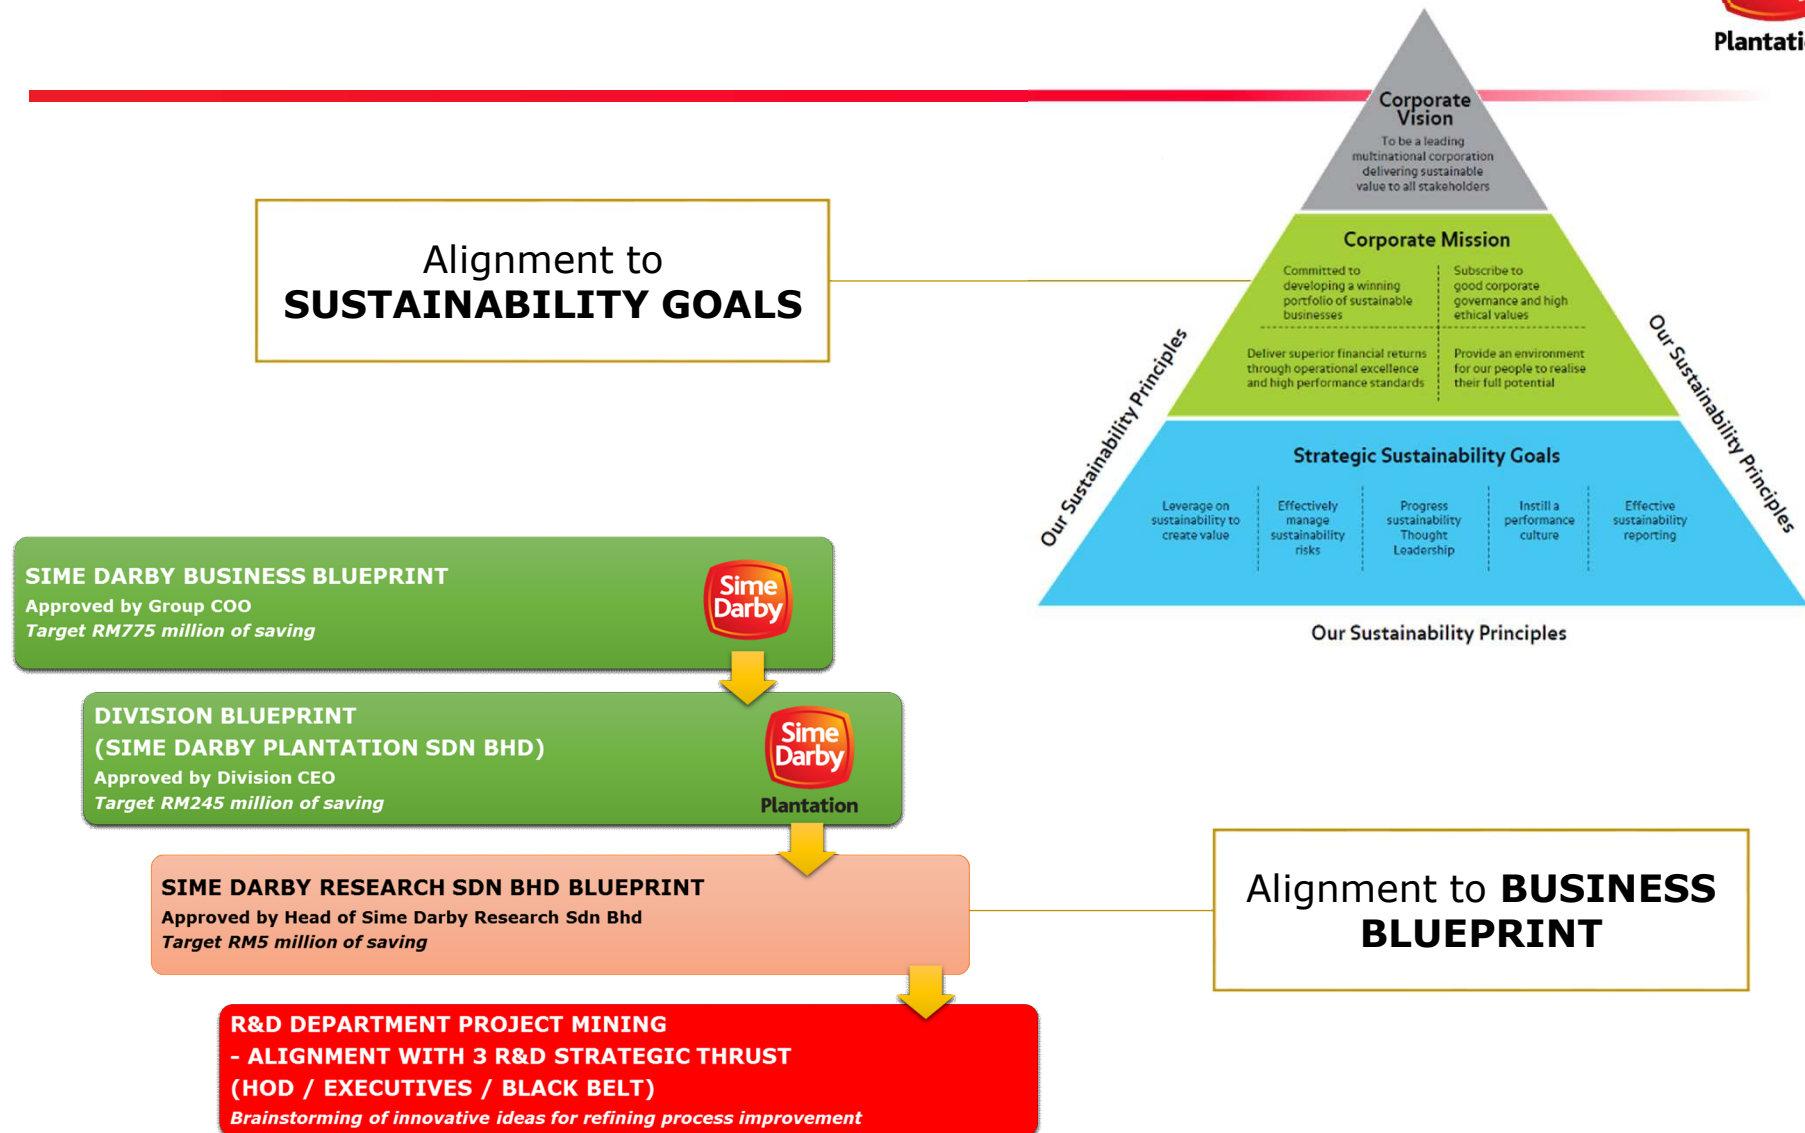 Plantati
Corporate
Vision
To be a leading
multinational corporation
delivering sustainable
value to all stakeholders
Alignment to
SUSTAINABILITY GOALS
Corporate Mission
Committed to
developing a winning
portfolio of sustainable
businesses
Subscribe to
good corporate
governance and high
ethical values
Deliver superior financial returns
through operational excellence
and high performance standards
Provide an environment
for our people to realise
their full potential
Our Sustainability Principles
Our Sustainability Principles
Strategic Sustainability Goals
Leverage on
sustainability to
create value
Effectively
manage
sustainability
risks
Progress
sustainability
Thought
Leadership
Instill a
performance
culture
Effective
sustainability
reporting
Our Sustainability Principles
SIME DARBY BUSINESS BLUEPRINT
Approved by Group COO
Target RM775 million of saving
Sime
Darby
DIVISION BLUEPRINT
(SIME DARBY PLANTATION SDN BHD)
Approved by Division CEO
Target RM245 million of saving
Sime
Darby
Plantation
SIME DARBY RESEARCH SDN BHD BLUEPRINT
Approved by Head of Sime Darby Research Sdn Bhd
Target RM5 million of saving
Alignment to BUSINESS
BLUEPRINT
R&D DEPARTMENT PROJECT MINING
- ALIGNMENT WITH 3 R&D STRATEGIC THRUST
(HOD / EXECUTIVES / BLACK BELT)
Brainstorming of innovative ideas for refining process improvement